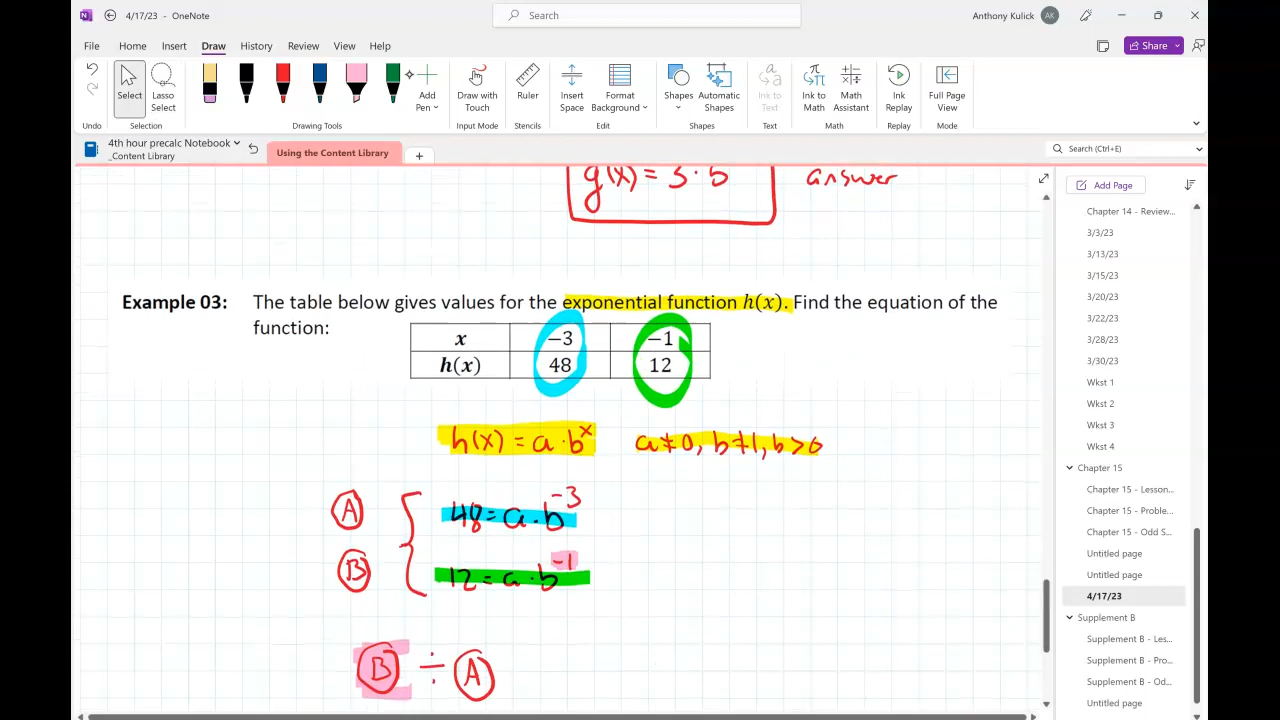 4/17/23 - OneNote
Search
Anthony Kulick
AK
File Home Insert Draw History Review View Help
Share
Undo
Select
Lasso Select
Selection
Drawing Tools
Add Pen
Draw with Touch
Input Mode
Ruler
Stencils
Insert Space
Format Background
Edit
Shapes
Automatic Shapes
Shapes
Ink to Text
Text
Ink to Math
Math Assistant
Math
Ink Replay
Replay
Full Page View
Mode
4th hour precalc Notebook
_Content Library
Using the Content Library
Search (Ctrl+E)
Add Page
Chapter 14 - Review...
3/3/23
3/13/23
3/15/23
3/20/23
3/22/23
3/28/23
3/30/23
Wkst 1
Wkst 2
Wkst 3
Wkst 4
Chapter 15
Chapter 15 - Lesson...
Chapter 15 - Proble...
Chapter 15 - Odd S...
Untitled page
Untitled page
4/17/23
Supplement B
Supplement B - Les...
Supplement B - Pro...
Supplement B - Od...
Untitled page
answer
Example 03: The table below gives values for the exponential function h(x). Find the equation of the
function:
x −3 −1
h(x) 48 12
h(x) = a · b^x a ≠ 0, b ≠ 1, b > 0
A 48 = a · b^-3
B 12 = a · b^-1
B ÷ A